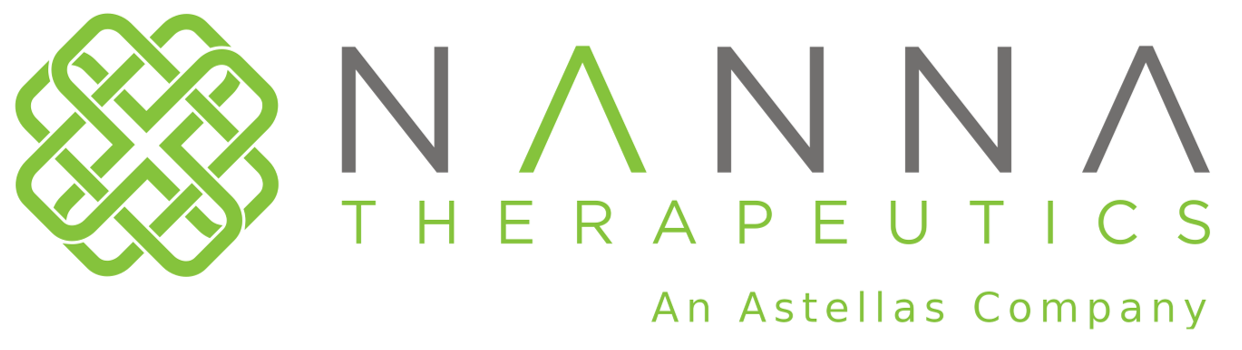 NANNA
THERAPEUTICS
An Astellas Company